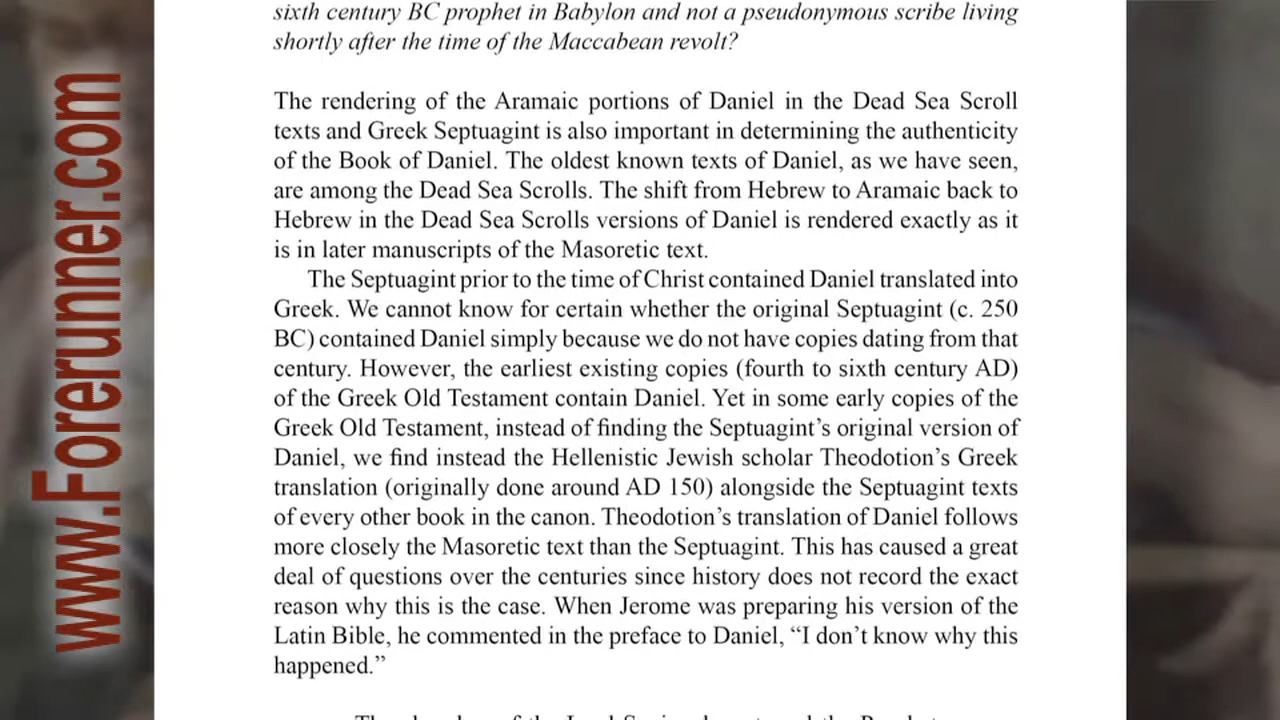 www.Forerunner.com
sixth century BC prophet in Babylon and not a pseudonymous scribe living
shortly after the time of the Maccabean revolt?
The rendering of the Aramaic portions of Daniel in the Dead Sea Scroll
texts and Greek Septuagint is also important in determining the authenticity
of the Book of Daniel. The oldest known texts of Daniel, as we have seen,
are among the Dead Sea Scrolls. The shift from Hebrew to Aramaic back to
Hebrew in the Dead Sea Scrolls versions of Daniel is rendered exactly as it
is in later manuscripts of the Masoretic text.
The Septuagint prior to the time of Christ contained Daniel translated into
Greek. We cannot know for certain whether the original Septuagint (c. 250
BC) contained Daniel simply because we do not have copies dating from that
century. However, the earliest existing copies (fourth to sixth century AD)
of the Greek Old Testament contain Daniel. Yet in some early copies of the
Greek Old Testament, instead of finding the Septuagint's original version of
Daniel, we find instead the Hellenistic Jewish scholar Theodotion's Greek
translation (originally done around AD 150) alongside the Septuagint texts
of every other book in the canon. Theodotion's translation of Daniel follows
more closely the Masoretic text than the Septuagint. This has caused a great
deal of questions over the centuries since history does not record the exact
reason why this is the case. When Jerome was preparing his version of the
Latin Bible, he commented in the preface to Daniel, “I don't know why this
happened.”